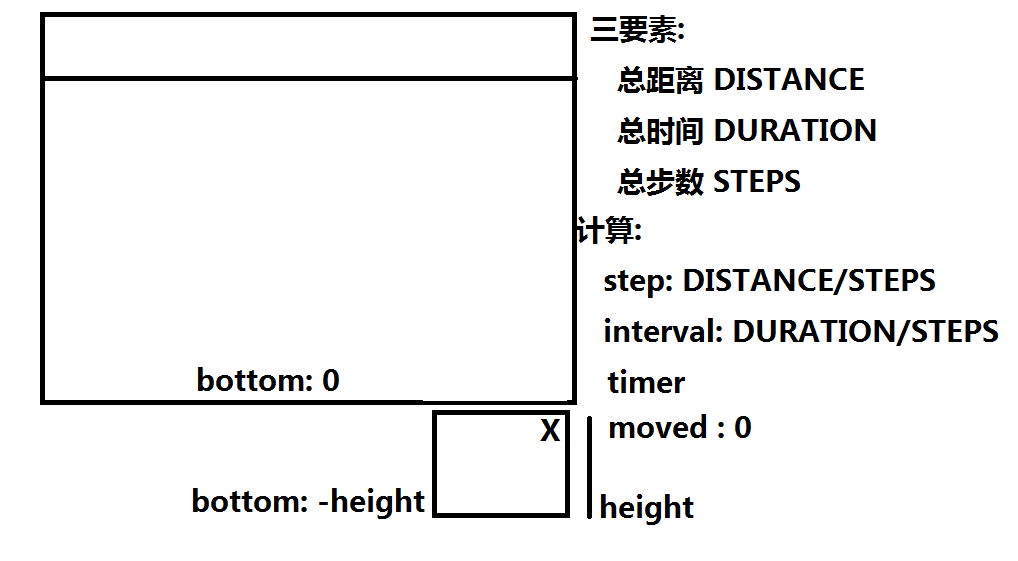 三要素:
总距离 DISTANCE
总时间 DURATION
总步数 STEPS
计算:
step: DISTANCE/STEPS
interval: DURATION/STEPS
timer
moved : 0
height
bottom: 0
X
bottom: -height